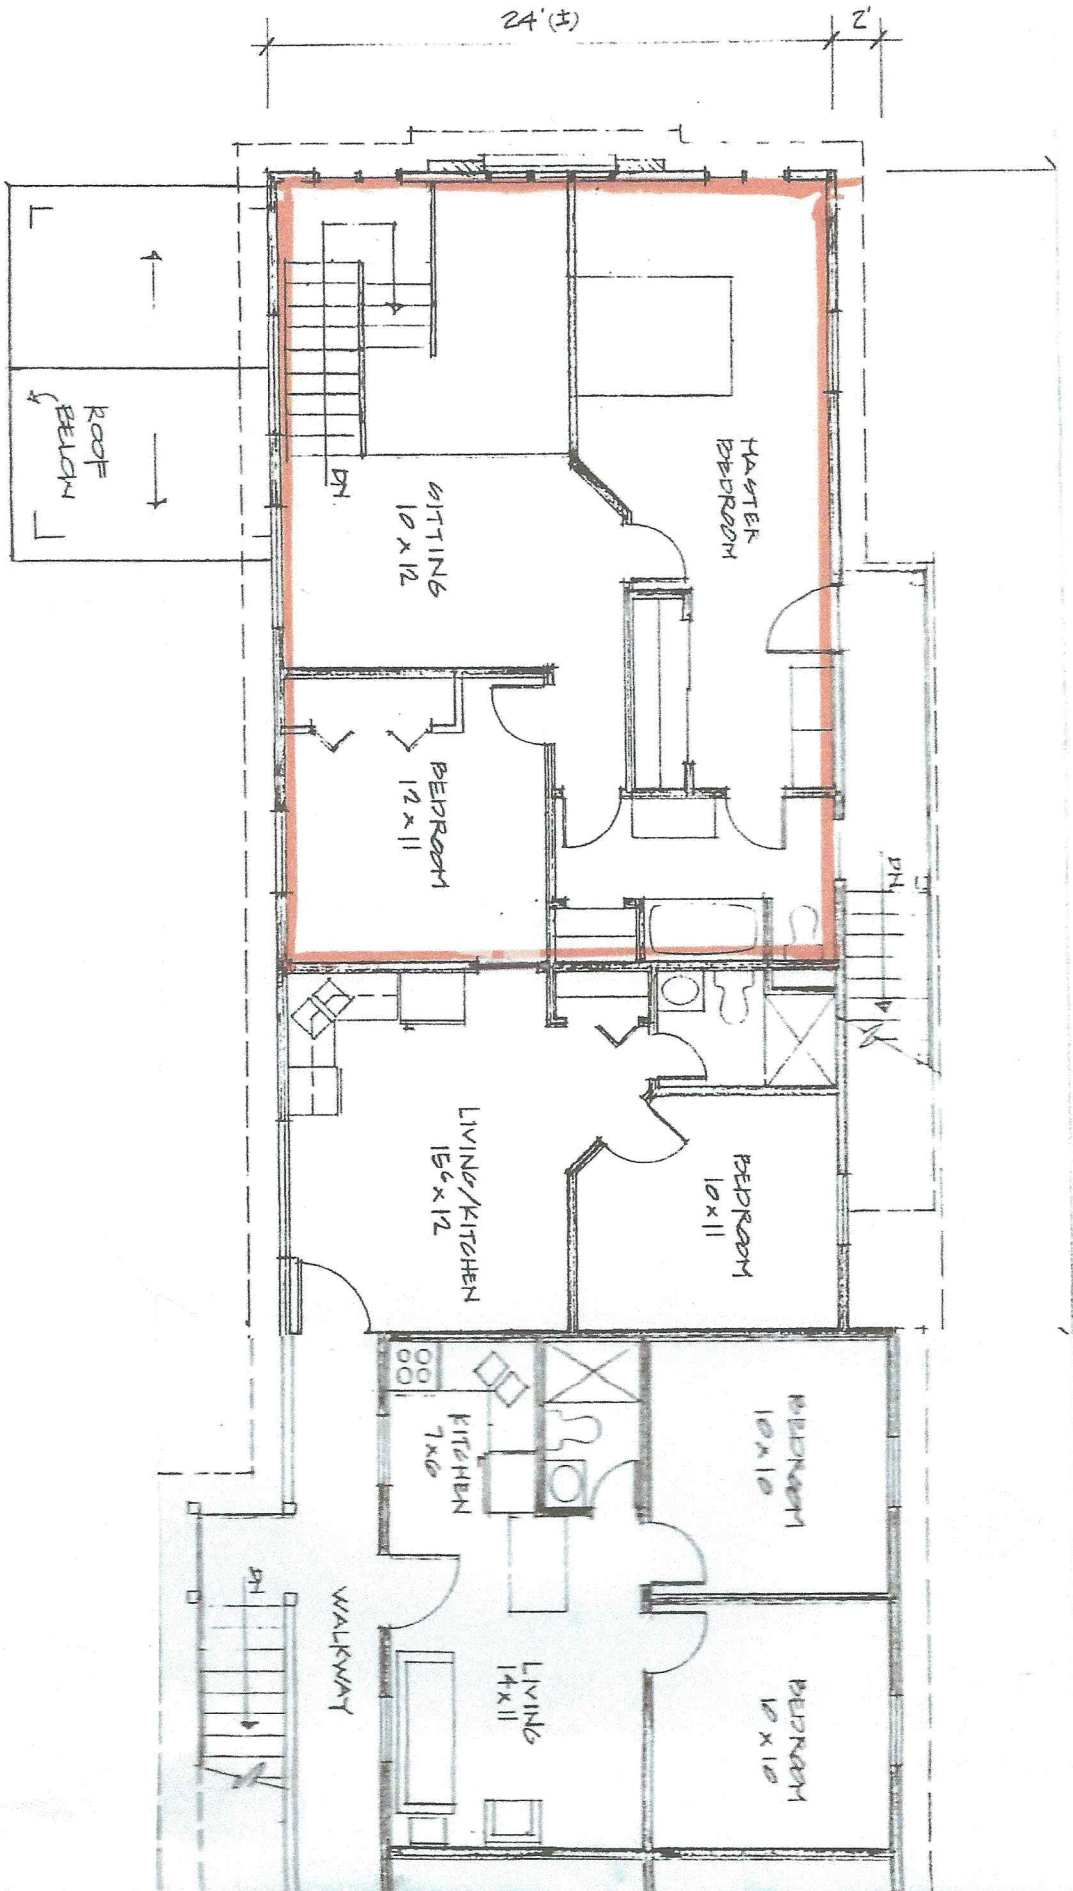 24'(±)
2'
ROOF
BELOW
DN
SITTING
10 x 12
MASTER
BEDROOM
BEDROOM
12 x 11
DN
LIVING/KITCHEN
15⁶ x 12
BEDROOM
10 x 11
KITCHEN
7 x 6
BEDROOM
10 x 10
DN
WALKWAY
LIVING
14 x 11
BEDROOM
10 x 10